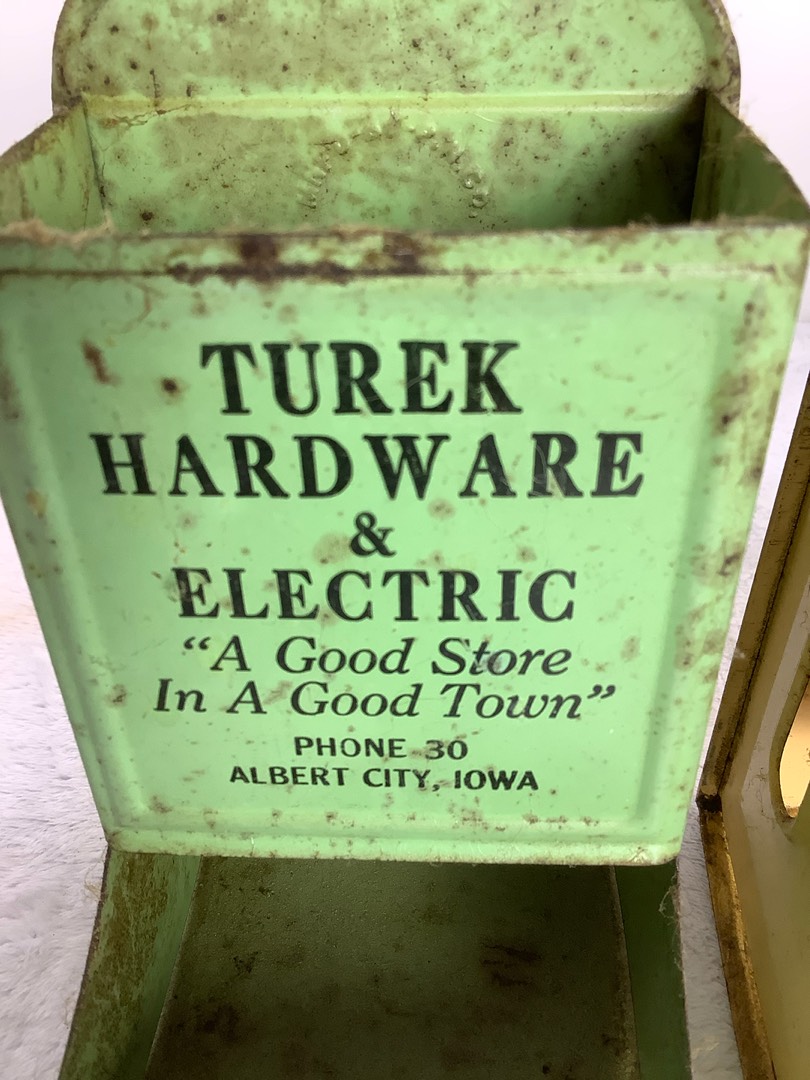 TUREK
HARDWARE
&
ELECTRIC
“A Good Store
In A Good Town”
PHONE 30
ALBERT CITY, IOWA